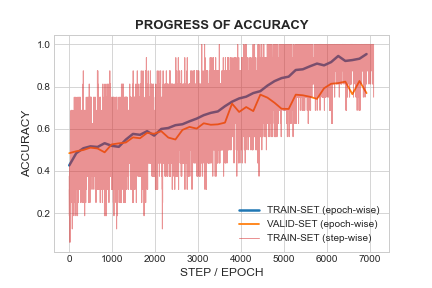 PROGRESS OF ACCURACY
1.0
0.8
0.6
0.4
0.2
ACCURACY
TRAIN-SET (epoch-wise)
VALID-SET (epoch-wise)
TRAIN-SET (step-wise)
0 1000 2000 3000 4000 5000 6000 7000
STEP / EPOCH